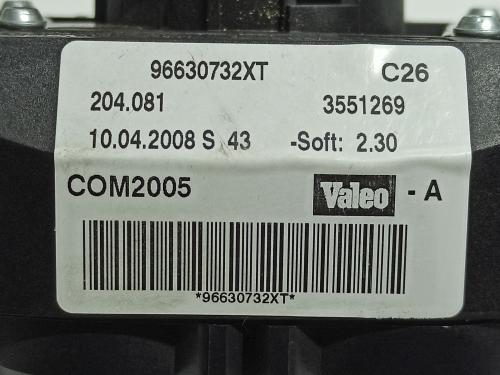 96630732XT C26
204.081 3551269
10.04.2008 S 43 -Soft: 2.30
COM2005 Valeo - A
*96630732XT*